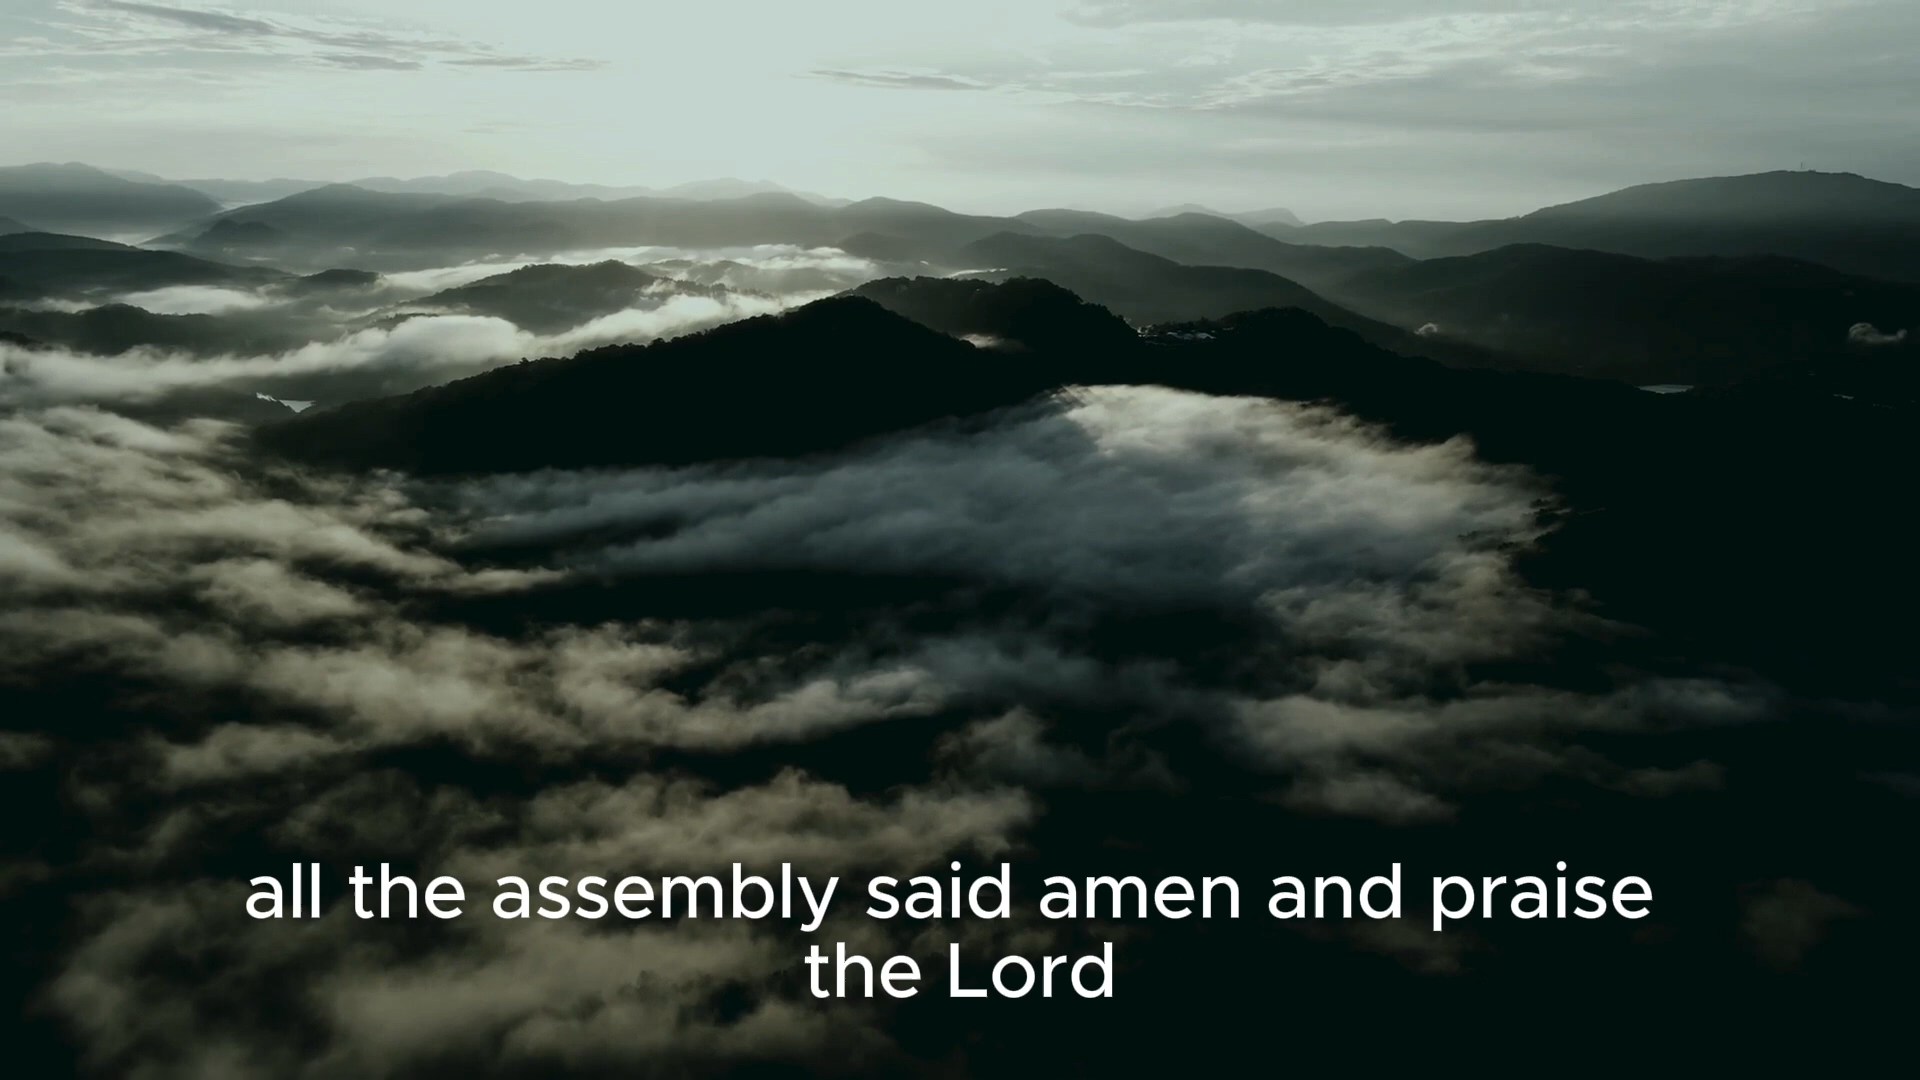 all the assembly said amen and praise
the Lord